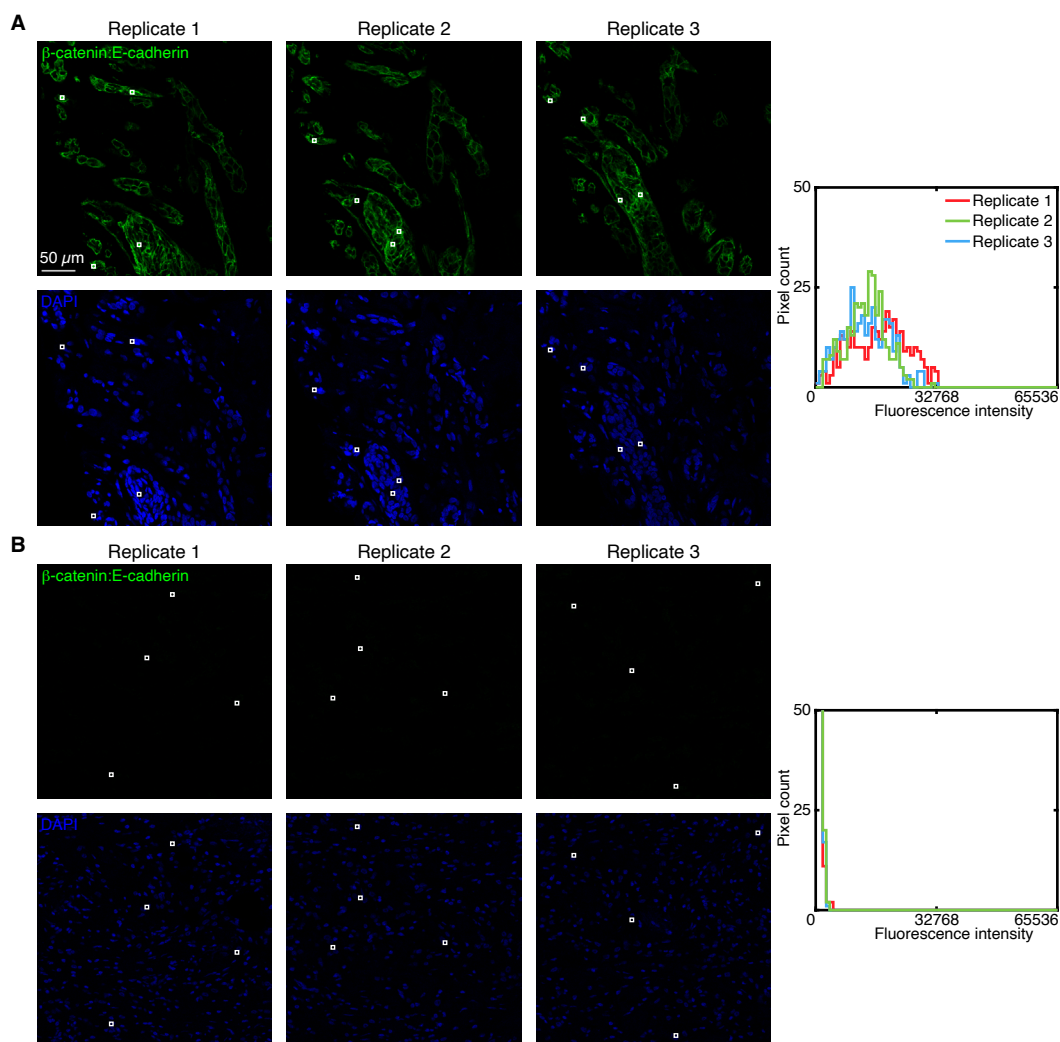 A
Replicate 1
Replicate 2
Replicate 3
β-catenin:E-cadherin
50 μm
DAPI
50
25
0
32768
65536
Pixel count
Fluorescence intensity
Replicate 1
Replicate 2
Replicate 3
B
Replicate 1
Replicate 2
Replicate 3
β-catenin:E-cadherin
DAPI
50
25
0
32768
65536
Pixel count
Fluorescence intensity